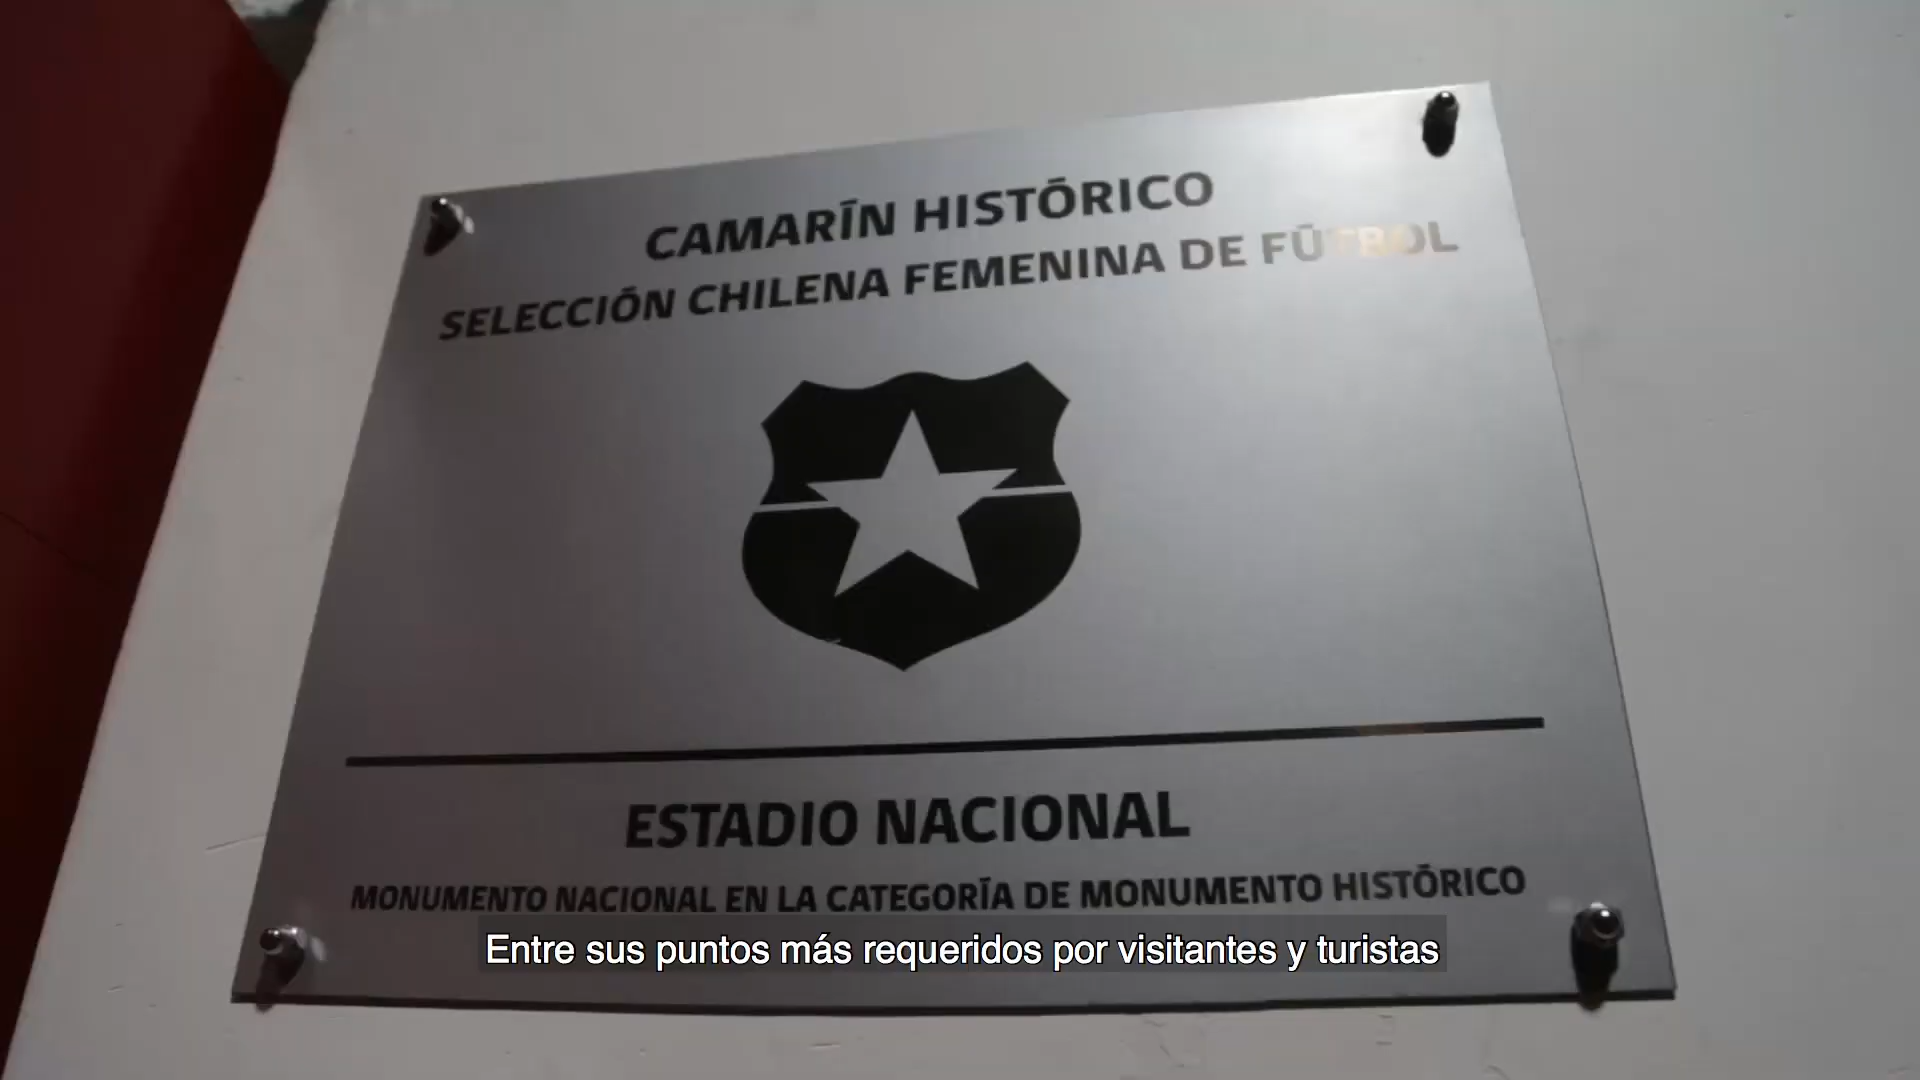 CAMARÍN HISTÓRICO
SELECCIÓN CHILENA FEMENINA DE FÚTBOL
ESTADIO NACIONAL
MONUMENTO NACIONAL EN LA CATEGORÍA DE MONUMENTO HISTÓRICO
Entre sus puntos más requeridos por visitantes y turistas